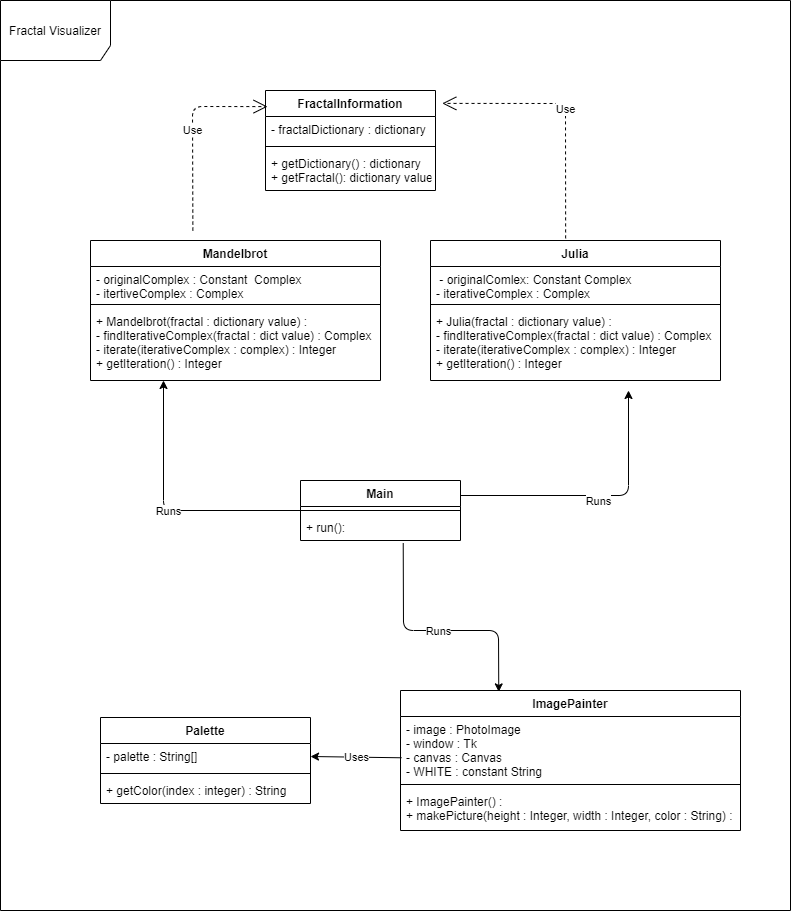 Fractal Visualizer
FractalInformation
- fractalDictionary : dictionary
+ getDictionary() : dictionary
+ getFractal(): dictionary value
Use
Use
Mandelbrot
- originalComplex : Constant  Complex
- itertiveComplex : Complex
+ Mandelbrot(fractal : dictionary value) :
- findIterativeComplex(fractal : dict value) : Complex
- iterate(iterativeComplex : complex) : Integer
+ getIteration() : Integer
Julia
- originalComlex: Constant Complex
- iterativeComplex : Complex
+ Julia(fractal : dictionary value) :
- findIterativeComplex(fractal : dict value) : Complex
- iterate(iterativeComplex : complex) : Integer
+ getIteration() : Integer
Main
+ run():
Runs
Runs
Runs
ImagePainter
- image : PhotoImage
- window : Tk
- canvas : Canvas
- WHITE : constant String
+ ImagePainter() :
+ makePicture(height : Integer, width : Integer, color : String) :
Uses
Palette
- palette : String[]
+ getColor(index : integer) : String